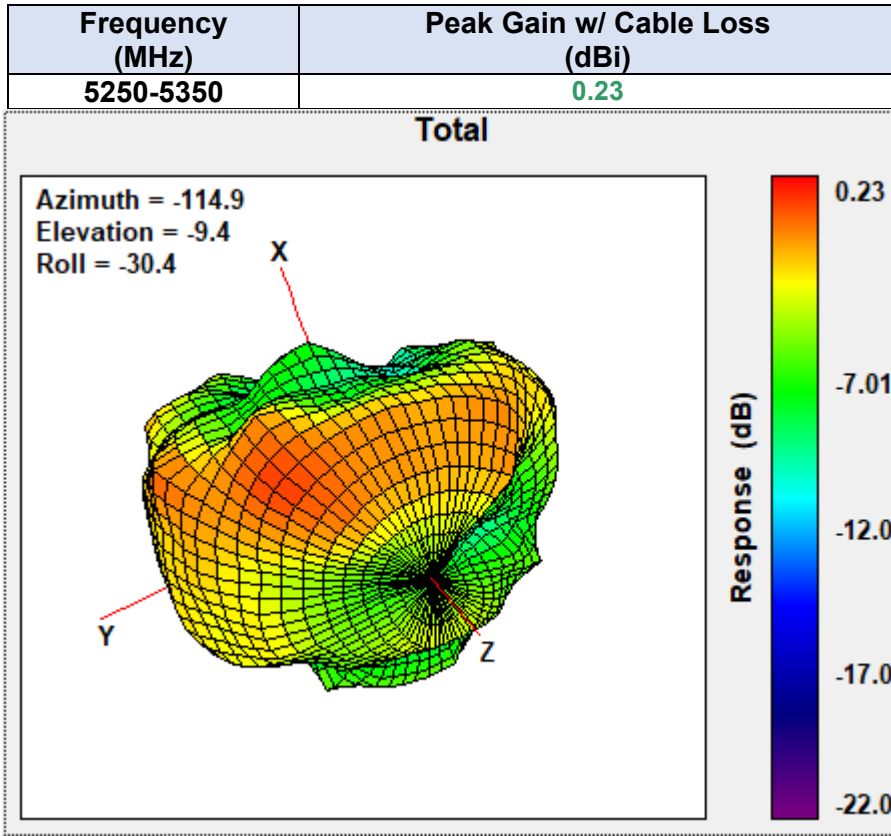 Frequency
(MHz)
Peak Gain w/ Cable Loss
(dBi)
5250-5350
0.23
Total
Azimuth = -114.9
Elevation = -9.4
Roll = -30.4
X
Y
Z
0.23
-7.01
-12.0
-17.0
-22.0
Response (dB)